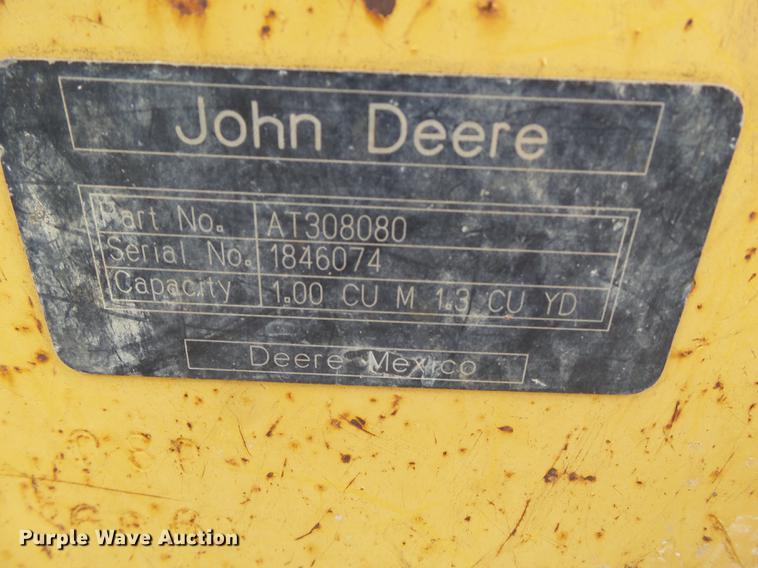 John Deere
Part No. AT308080
Serial No. 1846074
Capacity 1.00 CU M 1.3 CU YD
Deere Mexico
Purple Wave Auction